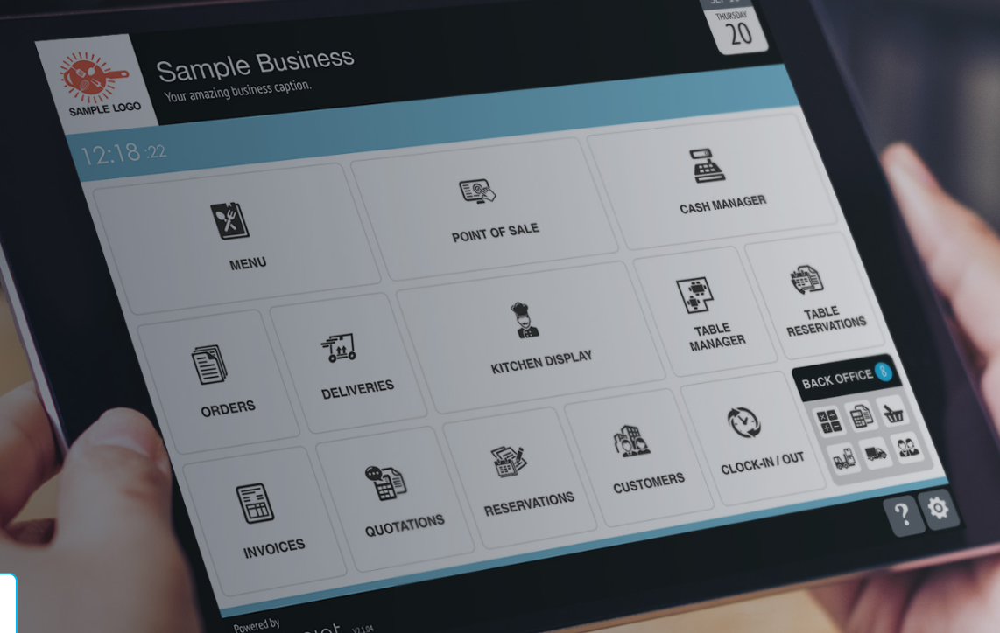 THURSDAY
20
SAMPLE LOGO
Sample Business
Your amazing business caption.
12:18 :22
MENU
POINT OF SALE
CASH MANAGER
ORDERS
DELIVERIES
KITCHEN DISPLAY
TABLE
MANAGER
TABLE
RESERVATIONS
BACK OFFICE 8
INVOICES
QUOTATIONS
RESERVATIONS
CUSTOMERS
CLOCK-IN / OUT
?
Powered by
V2.1.04